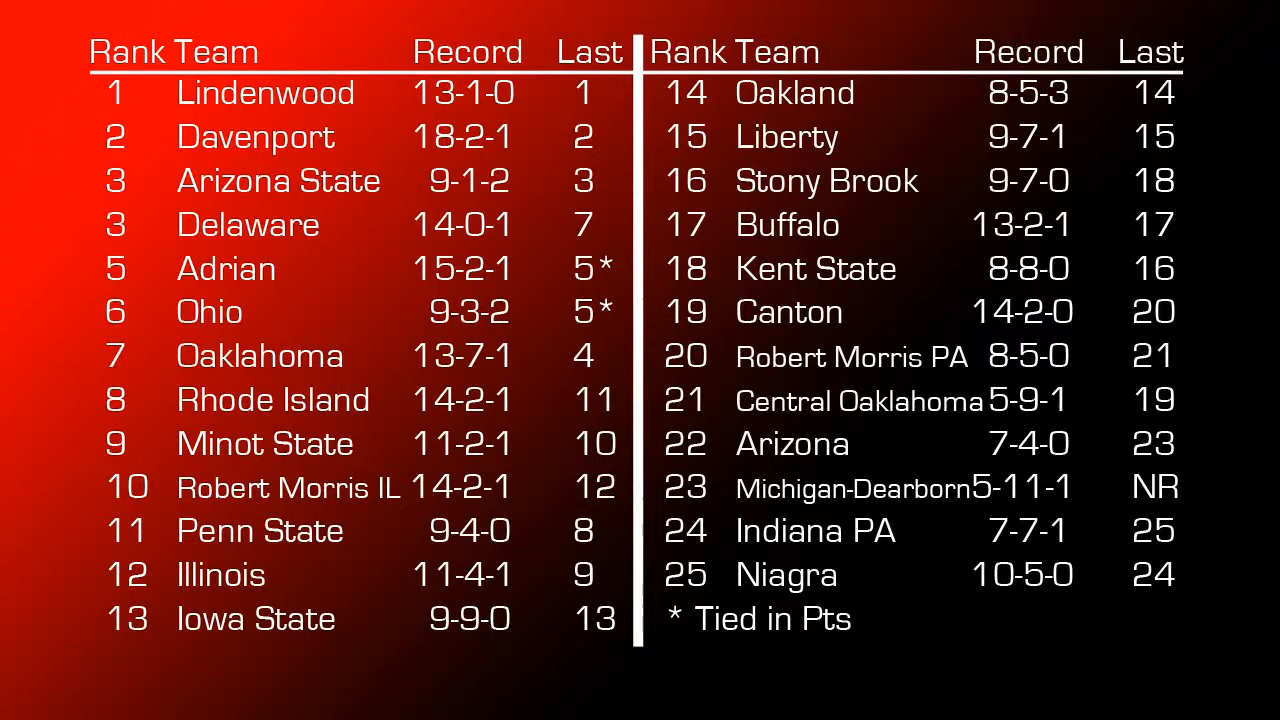 Rank Team Record Last
1 Lindenwood 13-1-0 1
2 Davenport 18-2-1 2
3 Arizona State 9-1-2 3
3 Delaware 14-0-1 7
5 Adrian 15-2-1 5*
6 Ohio 9-3-2 5*
7 Oaklahoma 13-7-1 4
8 Rhode Island 14-2-1 11
9 Minot State 11-2-1 10
10 Robert Morris IL 14-2-1 12
11 Penn State 9-4-0 8
12 Illinois 11-4-1 9
13 Iowa State 9-9-0 13
Rank Team Record Last
14 Oakland 8-5-3 14
15 Liberty 9-7-1 15
16 Stony Brook 9-7-0 18
17 Buffalo 13-2-1 17
18 Kent State 8-8-0 16
19 Canton 14-2-0 20
20 Robert Morris PA 8-5-0 21
21 Central Oaklahoma 5-9-1 19
22 Arizona 7-4-0 23
23 Michigan-Dearborn 5-11-1 NR
24 Indiana PA 7-7-1 25
25 Niagra 10-5-0 24
* Tied in Pts